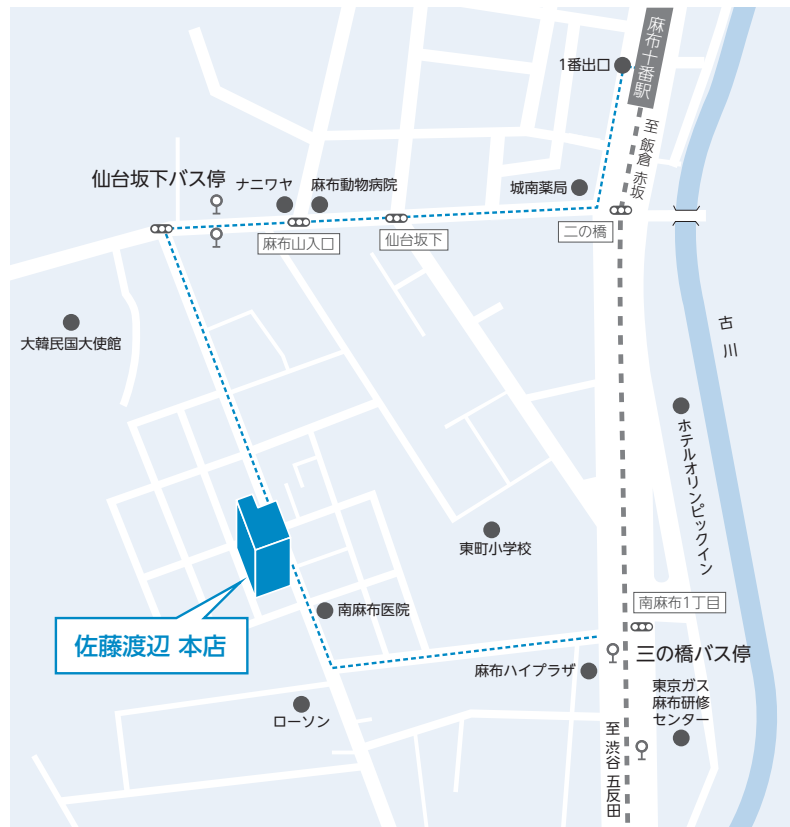 麻布十番駅
1番出口
至 飯倉 赤坂
仙台坂下バス停
ナニワヤ
麻布動物病院
城南薬局
麻布山入口
仙台坂下
二の橋
大韓民国大使館
古川
ホテルオリンピックイン
東町小学校
南麻布1丁目
南麻布医院
佐藤渡辺 本店
三の橋バス停
麻布ハイプラザ
東京ガス
麻布研修
センター
ローソン
至 渋谷 五反田